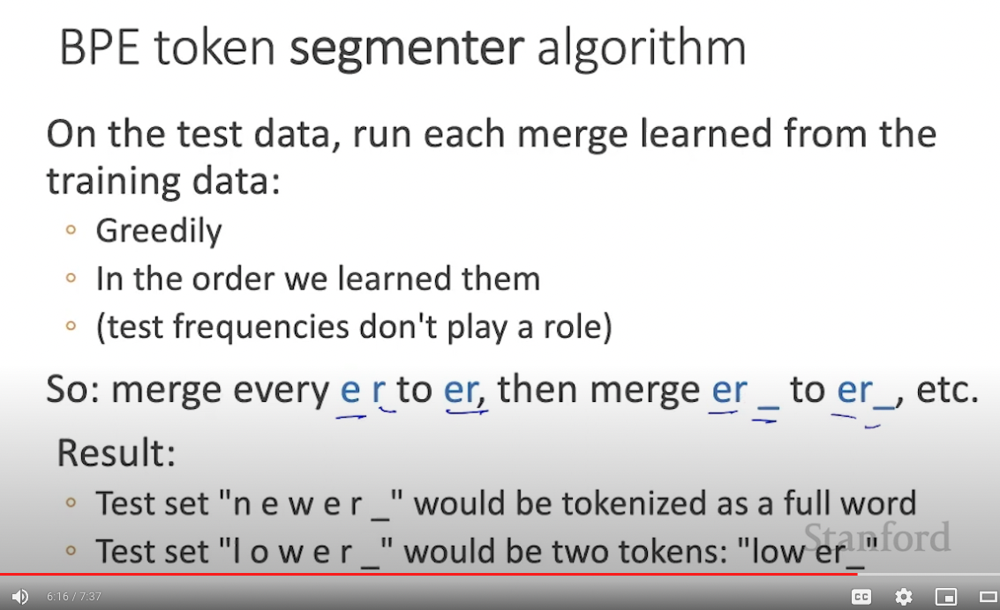 BPE token segmenter algorithm
On the test data, run each merge learned from the
training data:
◦ Greedily
◦ In the order we learned them
◦ (test frequencies don't play a role)
So: merge every e r to er, then merge er _ to er_, etc.
Result:
◦ Test set "n e w e r _" would be tokenized as a full word
◦ Test set "l o w e r _" would be two tokens: "low er_"
Stanford
6:16 / 7:37
CC